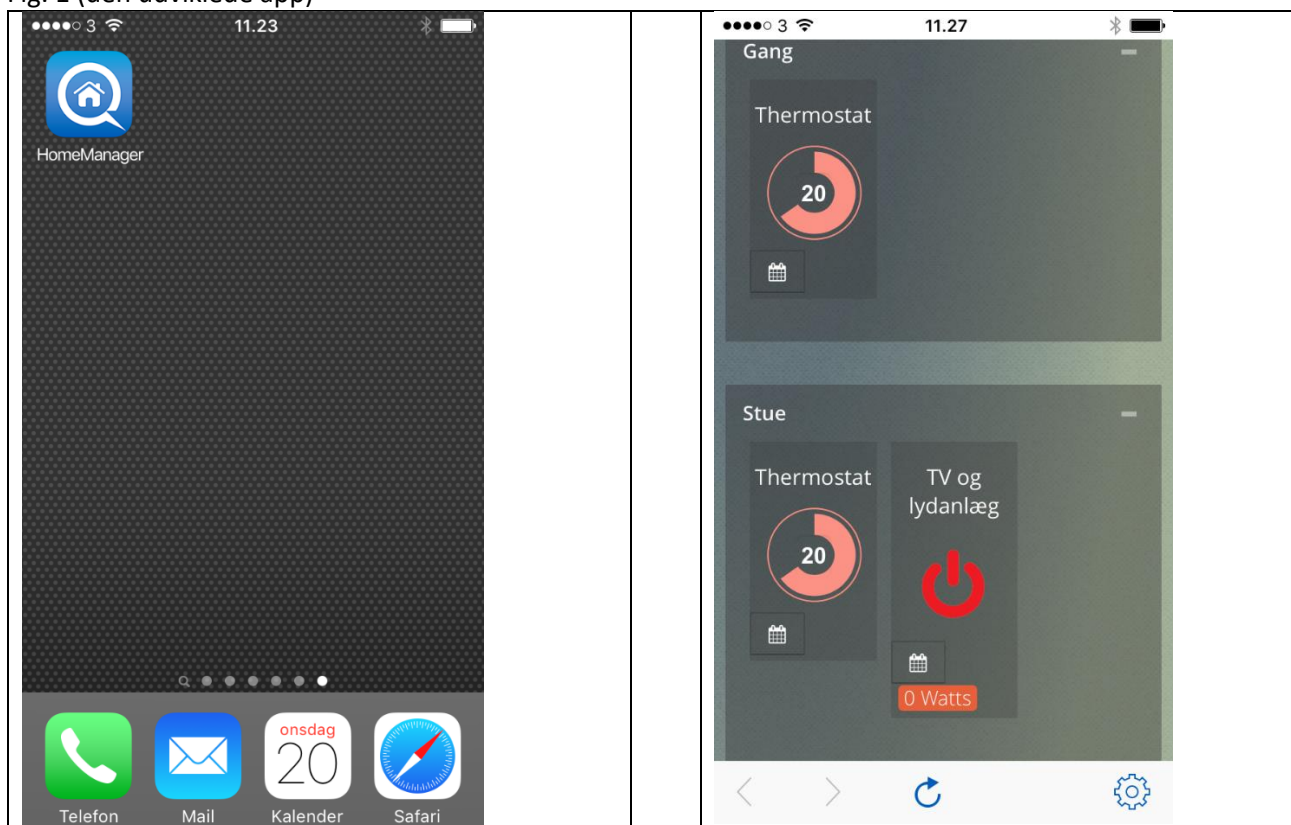 Fig. 1 (den udviklede app)
3 11.23
HomeManager
onsdag
20
Telefon Mail Kalender Safari
3 11.27
Gang
Thermostat
20
Stue
Thermostat
TV og
lydanlæg
20
0 Watts